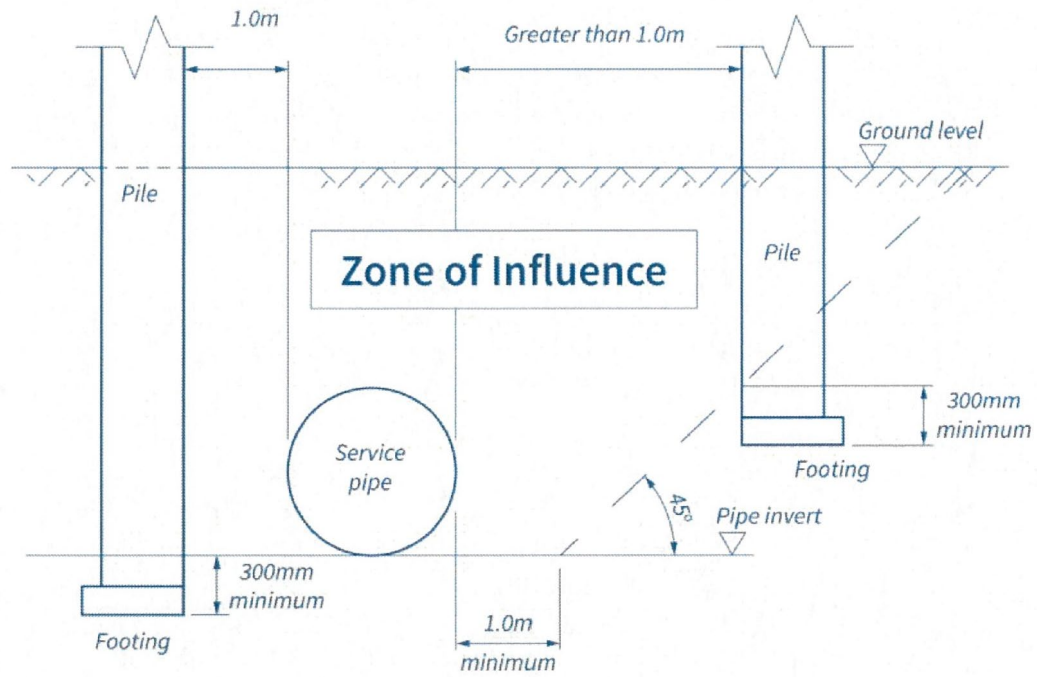 1.0m
Greater than 1.0m
Ground level
Pile
Pile
Zone of Influence
300mm
minimum
Service
pipe
Footing
45°
Pipe invert
300mm
minimum
1.0m
minimum
Footing